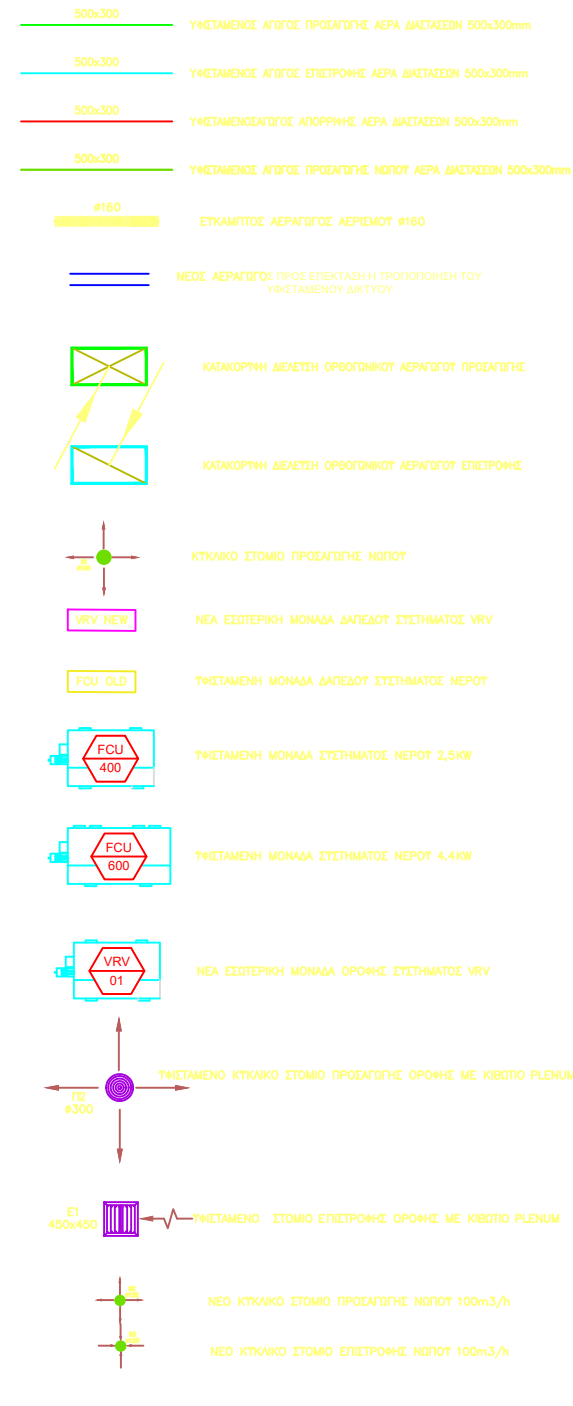 500x300
ΥΦΙΣΤΑΜΕΝΟΣ ΑΓΩΓΟΣ ΠΡΟΣΑΓΩΓΗΣ ΑΕΡΑ ΔΙΑΣΤΑΣΕΩΝ 500x300mm
500x300
ΥΦΙΣΤΑΜΕΝΟΣ ΑΓΩΓΟΣ ΕΠΙΣΤΡΟΦΗΣ ΑΕΡΑ ΔΙΑΣΤΑΣΕΩΝ 500x300mm
500x300
ΥΦΙΣΤΑΜΕΝΟΣΑΓΩΓΟΣ ΑΠΟΡΡΙΨΗΣ ΑΕΡΑ ΔΙΑΣΤΑΣΕΩΝ 500x300mm
500x300
ΥΦΙΣΤΑΜΕΝΟΣ ΑΓΩΓΟΣ ΠΡΟΣΑΓΩΓΗΣ ΝΩΠΟΥ ΑΕΡΑ ΔΙΑΣΤΑΣΕΩΝ 500x300mm
ø160
ΕΥΚΑΜΠΤΟΣ ΑΕΡΑΓΩΓΟΣ ΑΕΡΙΣΜΟΥ ø160
ΝΕΟΣ ΑΕΡΑΓΩΓΟΣ ΠΡΟΣ ΕΠΕΚΤΑΣΗ-Η ΤΡΟΠΟΠΟΙΗΣΗ ΤΟΥ
ΥΦΙΣΤΑΜΕΝΟΥ ΔΙΚΤΥΟΥ
ΚΑΤΑΚΟΡΥΦΗ ΔΙΕΛΕΥΣΗ ΟΡΘΟΓΩΝΙΚΟΥ ΑΕΡΑΓΩΓΟΥ ΠΡΟΣΑΓΩΓΗΣ
ΚΑΤΑΚΟΡΥΦΗ ΔΙΕΛΕΥΣΗ ΟΡΘΟΓΩΝΙΚΟΥ ΑΕΡΑΓΩΓΟΥ ΕΠΙΣΤΡΟΦΗΣ
ΚΥΚΛΙΚΟ ΣΤΟΜΙΟ ΠΡΟΣΑΓΩΓΗΣ ΝΩΠΟΥ
VRV NEW
ΝΕΑ ΕΣΩΤΕΡΙΚΗ ΜΟΝΑΔΑ ΔΑΠΕΔΟΥ ΣΥΣΤΗΜΑΤΟΣ VRV
FCU OLD
ΥΦΙΣΤΑΜΕΝΗ ΜΟΝΑΔΑ ΔΑΠΕΔΟΥ ΣΥΣΤΗΜΑΤΟΣ ΝΕΡΟΥ
FCU
400
ΥΦΙΣΤΑΜΕΝΗ ΜΟΝΑΔΑ ΣΥΣΤΗΜΑΤΟΣ ΝΕΡΟΥ 2,5KW
FCU
600
ΥΦΙΣΤΑΜΕΝΗ ΜΟΝΑΔΑ ΣΥΣΤΗΜΑΤΟΣ ΝΕΡΟΥ 4.4KW
VRV
01
ΝΕΑ ΕΣΩΤΕΡΙΚΗ ΜΟΝΑΔΑ ΟΡΟΦΗΣ ΣΥΣΤΗΜΑΤΟΣ VRV
ΥΦΙΣΤΑΜΕΝΟ ΚΥΚΛΙΚΟ ΣΤΟΜΙΟ ΠΡΟΣΑΓΩΓΗΣ ΟΡΟΦΗΣ ΜΕ ΚΙΒΩΤΙΟ PLENUM
Π2
ø300
Ε1
450x450
ΥΦΙΣΤΑΜΕΝΟ ΣΤΟΜΙΟ ΕΠΙΣΤΡΟΦΗΣ ΟΡΟΦΗΣ ΜΕ ΚΙΒΩΤΙΟ PLENUM
ΝΕΟ ΚΥΚΛΙΚΟ ΣΤΟΜΙΟ ΠΡΟΣΑΓΩΓΗΣ ΝΩΠΟΥ 100m3/h
ΝΕΟ ΚΥΚΛΙΚΟ ΣΤΟΜΙΟ ΕΠΙΣΤΡΟΦΗΣ ΝΩΠΟΥ 100m3/h